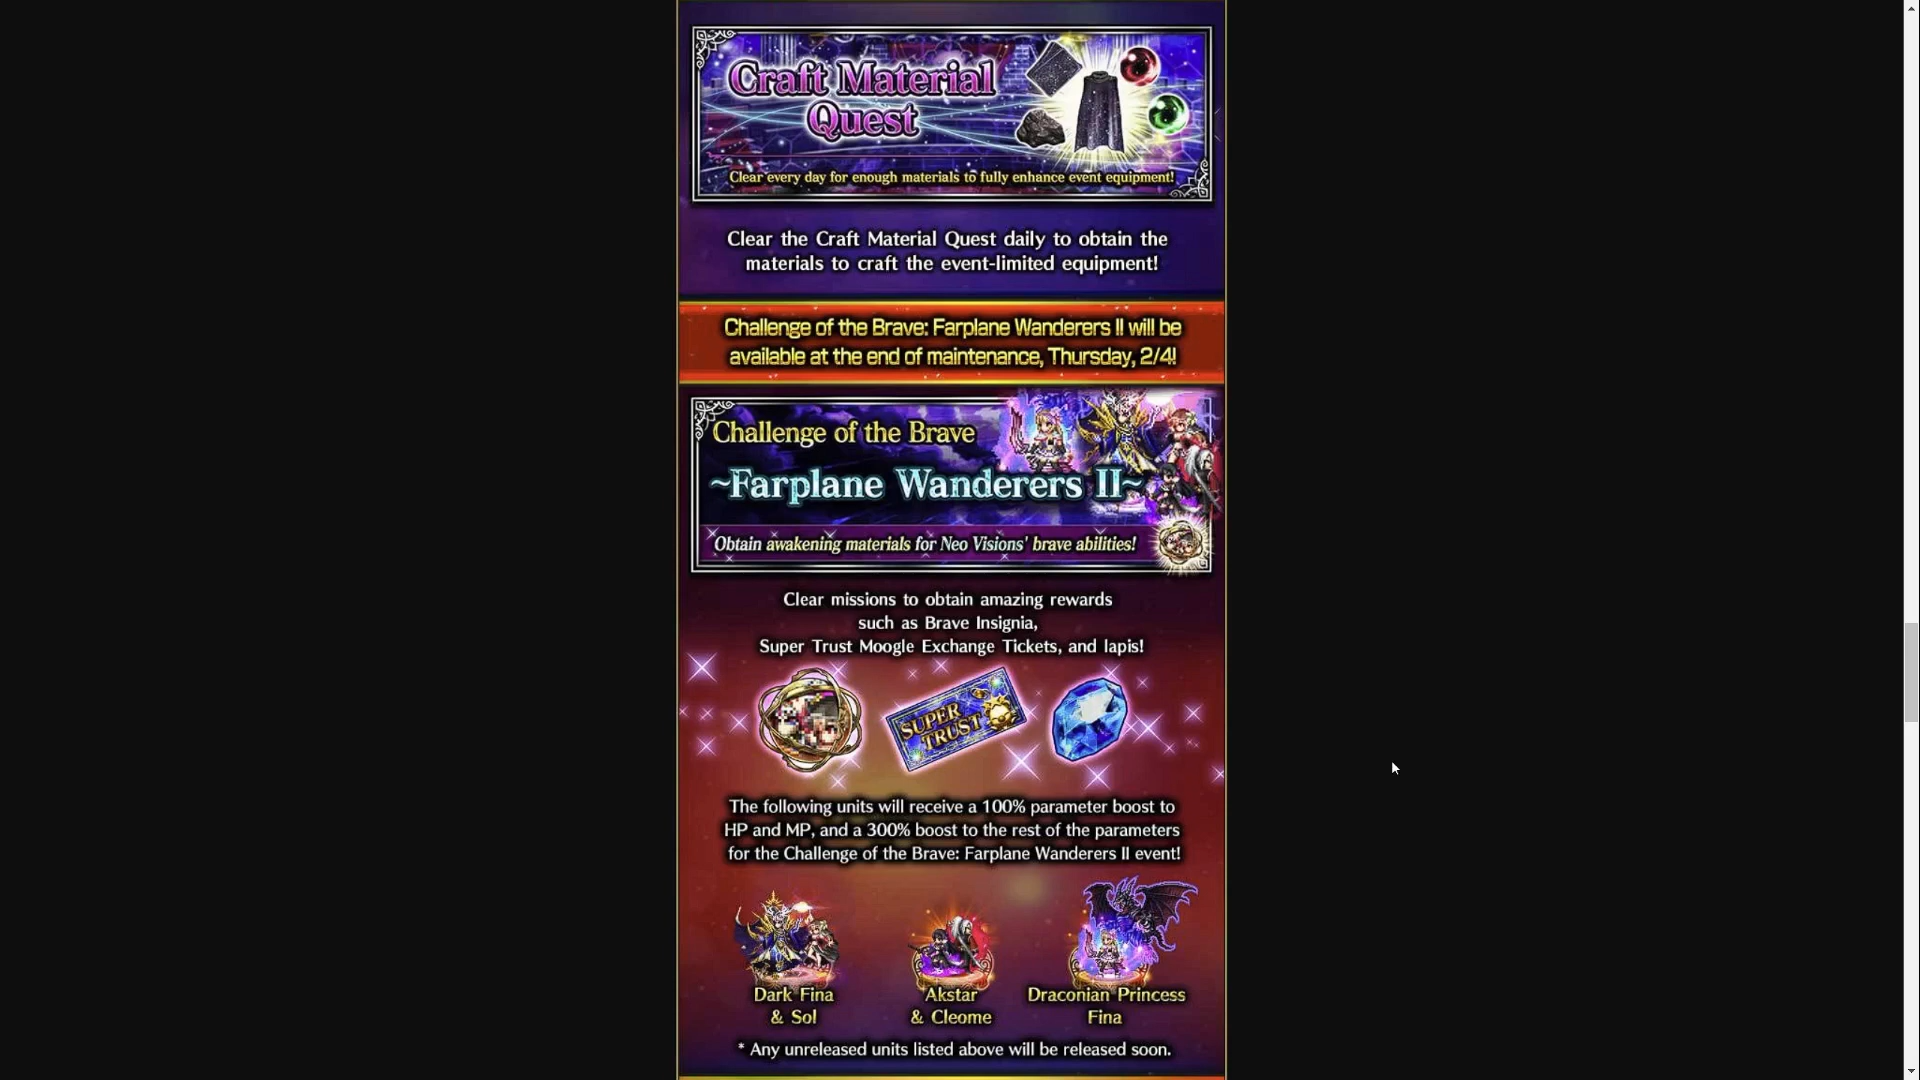 Craft Material
Quest
Clear every day for enough materials to fully enhance event equipment!
Clear the Craft Material Quest daily to obtain the
materials to craft the event-limited equipment!
Challenge of the Brave: Farplane Wanderers II will be
available at the end of maintenance, Thursday, 2/4!
Challenge of the Brave
~Farplane Wanderers II~
Obtain awakening materials for Neo Visions' brave abilities!
Clear missions to obtain amazing rewards
such as Brave Insignia,
Super Trust Moogle Exchange Tickets, and lapis!
SUPER
TRUST
The following units will receive a 100% parameter boost to
HP and MP, and a 300% boost to the rest of the parameters
for the Challenge of the Brave: Farplane Wanderers II event!
Dark Fina
& Sol
Akstar
& Cleome
Draconian Princess
Fina
* Any unreleased units listed above will be released soon.